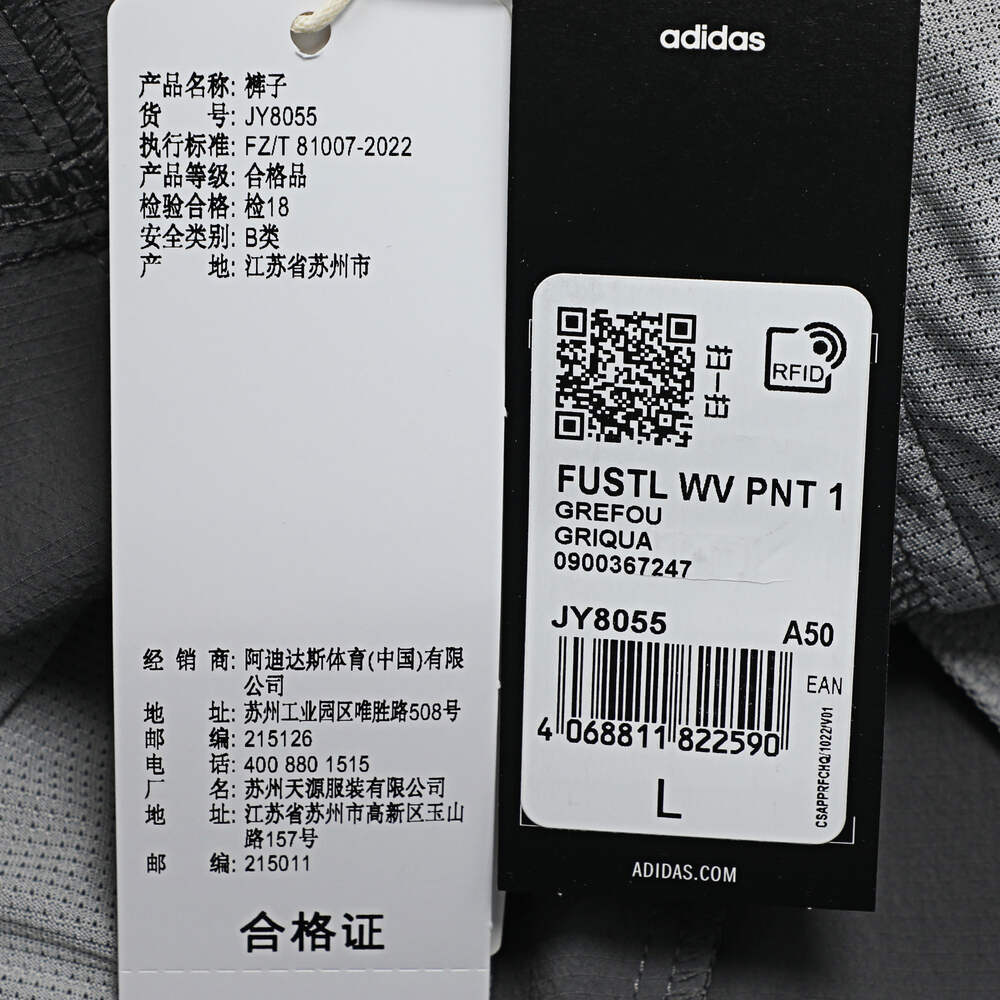 产品名称: 裤子
货 号: JY8055
执行标准: FZ/T 81007-2022
产品等级: 合格品
检验合格: 检18
安全类别: B类
产 地: 江苏省苏州市
经 销 商: 阿迪达斯体育(中国)有限
公司
地 址: 苏州工业园区唯胜路508号
邮 编: 215126
电 话: 400 880 1515
厂 名: 苏州天源服装有限公司
地 址: 江苏省苏州市高新区玉山
路157号
邮 编: 215011
合格证
adidas
扫一扫
RFID
FUSTL WV PNT 1
GREFOU
GRIQUA
0900367247
JY8055
A50
EAN
4 068811 822590
CSAPPRFCHQ/1022/V01
L
ADIDAS.COM